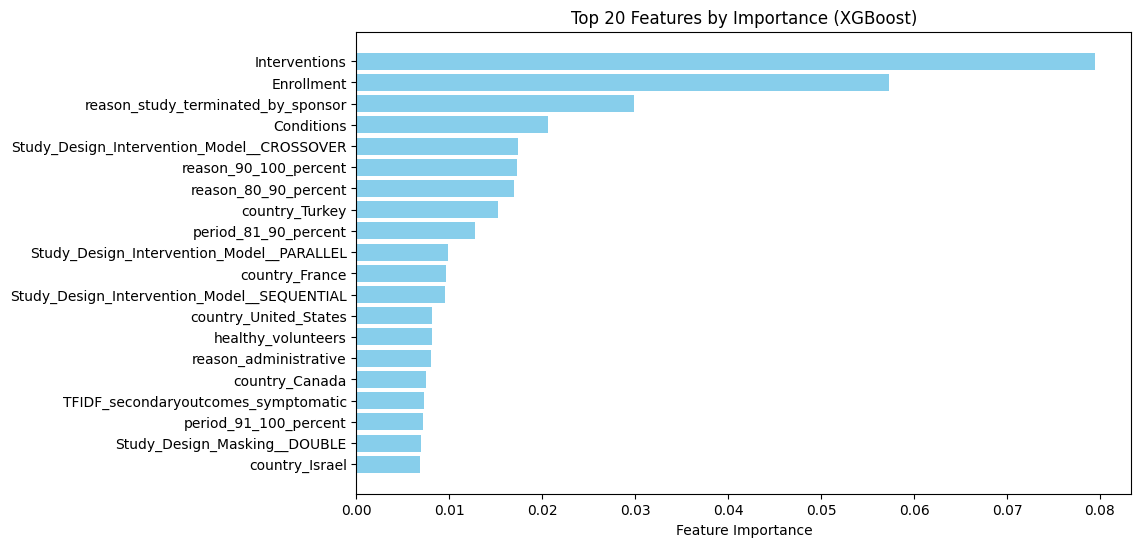 Top 20 Features by Importance (XGBoost)
Interventions
Enrollment
reason_study_terminated_by_sponsor
Conditions
Study_Design_Intervention_Model__CROSSOVER
reason_90_100_percent
reason_80_90_percent
country_Turkey
period_81_90_percent
Study_Design_Intervention_Model__PARALLEL
country_France
Study_Design_Intervention_Model__SEQUENTIAL
country_United_States
healthy_volunteers
reason_administrative
country_Canada
TFIDF_secondaryoutcomes_symptomatic
period_91_100_percent
Study_Design_Masking__DOUBLE
country_Israel
0.00 0.01 0.02 0.03 0.04 0.05 0.06 0.07 0.08
Feature Importance